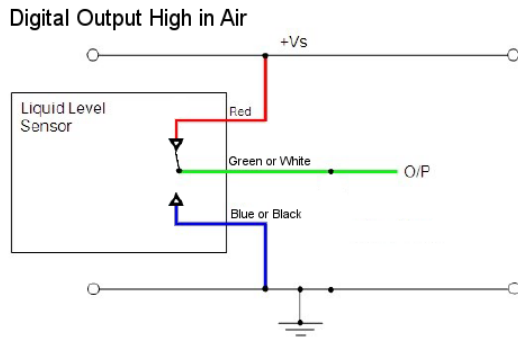 Digital Output High in Air
+Vs
Liquid Level
Sensor
Red
Green or White
O/P
Blue or Black